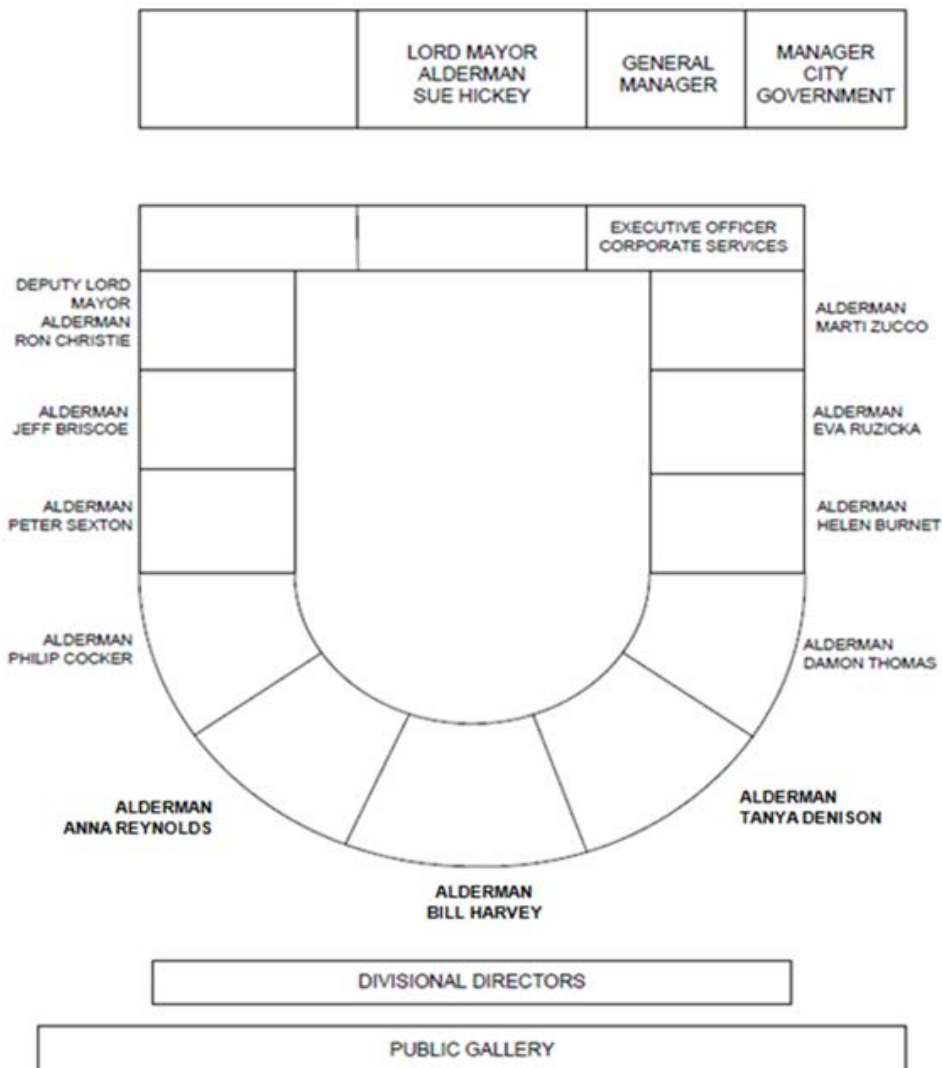 LORD MAYOR
ALDERMAN
SUE HICKEY
GENERAL
MANAGER
MANAGER
CITY
GOVERNMENT
EXECUTIVE OFFICER
CORPORATE SERVICES
DEPUTY LORD
MAYOR
ALDERMAN
RON CHRISTIE
ALDERMAN
MARTI ZUCCO
ALDERMAN
JEFF BRISCOE
ALDERMAN
EVA RUZICKA
ALDERMAN
PETER SEXTON
ALDERMAN
HELEN BURNET
ALDERMAN
PHILIP COCKER
ALDERMAN
DAMON THOMAS
ALDERMAN
ANNA REYNOLDS
ALDERMAN
TANYA DENISON
ALDERMAN
BILL HARVEY
DIVISIONAL DIRECTORS
PUBLIC GALLERY